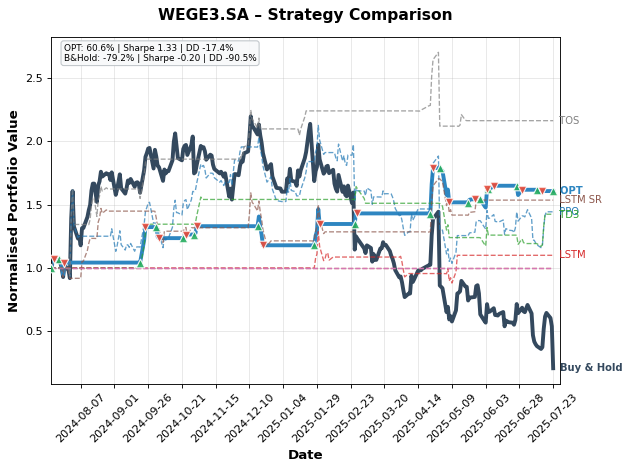 WEGE3.SA – Strategy Comparison
OPT: 60.6% | Sharpe 1.33 | DD -17.4%
B&Hold: -79.2% | Sharpe -0.20 | DD -90.5%
Normalised Portfolio Value
2.5
2.0
1.5
1.0
0.5
TOS
OPT
LSTM SR
TD3
LSTM
Buy & Hold
2024-08-07
2024-09-01
2024-09-26
2024-10-21
2024-11-15
2024-12-10
2025-01-04
2025-01-29
2025-02-23
2025-03-20
2025-04-14
2025-05-09
2025-06-03
2025-06-28
2025-07-23
Date